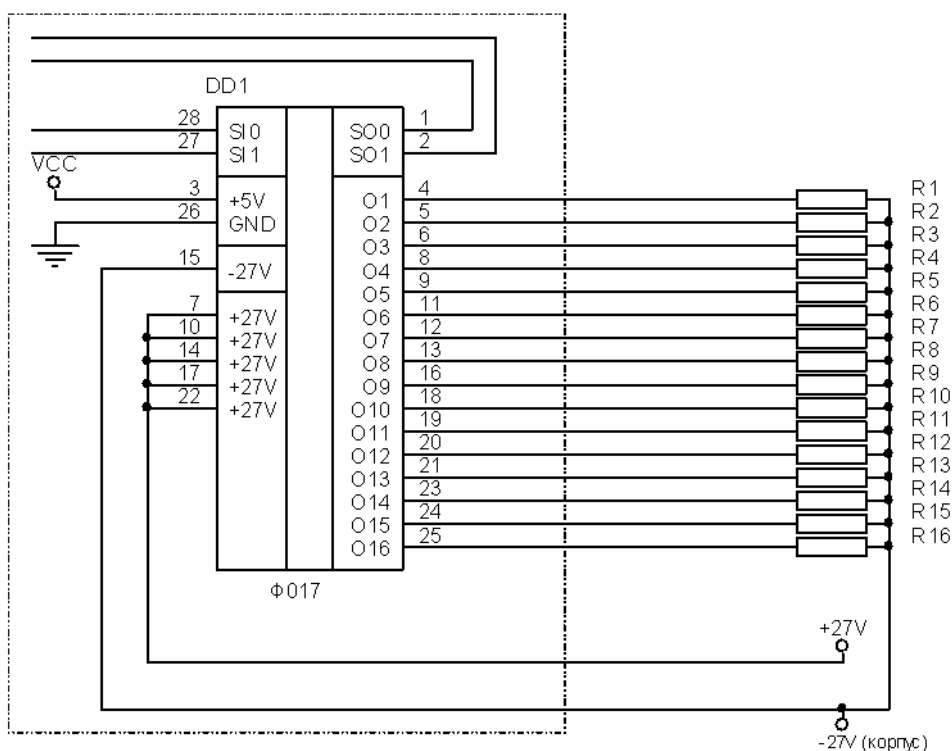 DD1
28 SI0 SO0 1
27 SI1 SO1 2
VCC
3 +5V O1 4 R1
26 GND O2 5 R2
O3 6 R3
15 -27V O4 8 R4
O5 9 R5
7 +27V O6 11 R6
10 +27V O7 12 R7
14 +27V O8 13 R8
17 +27V O9 16 R9
22 +27V O10 18 R10
O11 19 R11
O12 20 R12
O13 21 R13
O14 23 R14
O15 24 R15
O16 25 R16
Ф017
+27V
-27V (корпус)